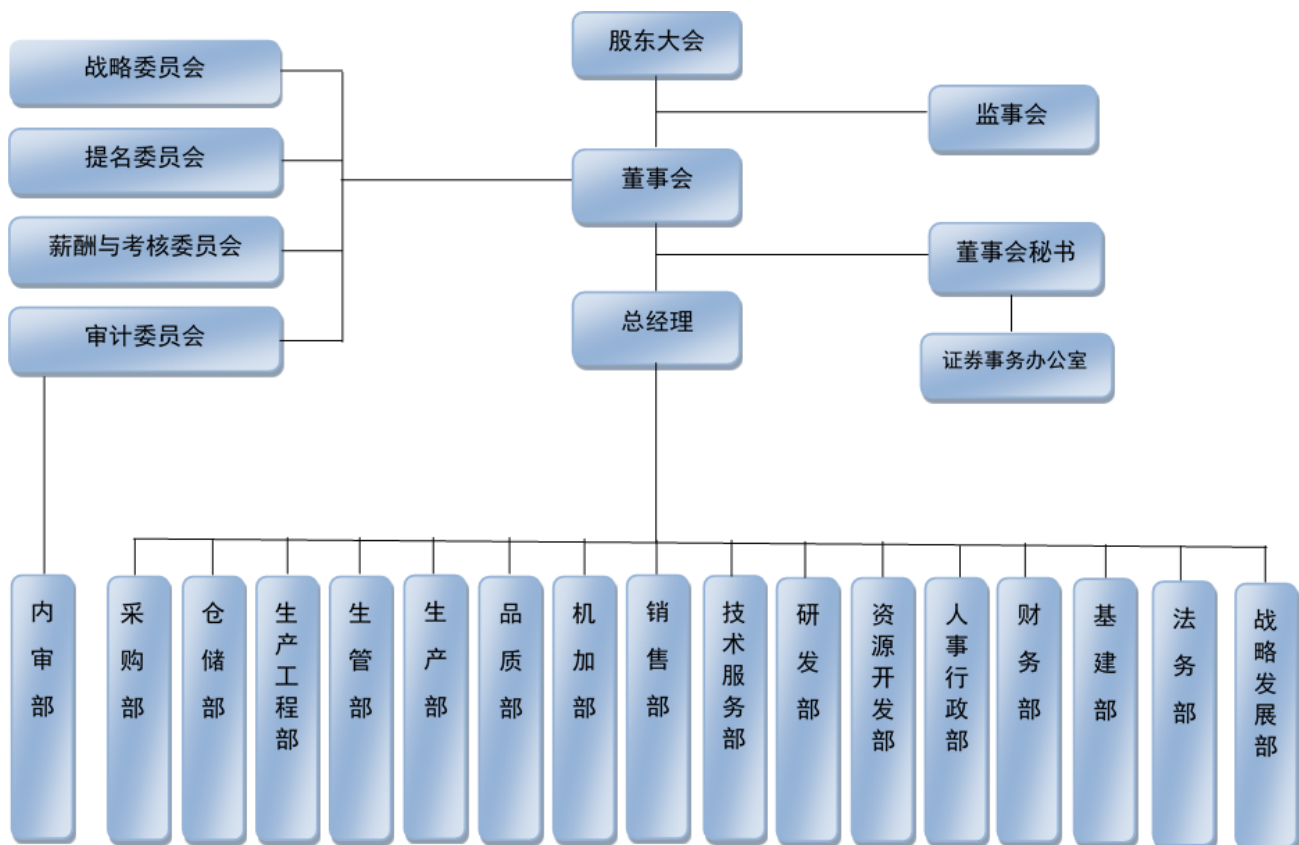 股东大会
战略委员会
监事会
提名委员会
董事会
薪酬与考核委员会
董事会秘书
总经理
审计委员会
证券事务办公室
内审部
采购部
仓储部
生产工程部
生管部
生产部
品质部
机加部
销售部
技术服务部
研发部
资源开发部
人事行政部
财务部
基建部
法务部
战略发展部